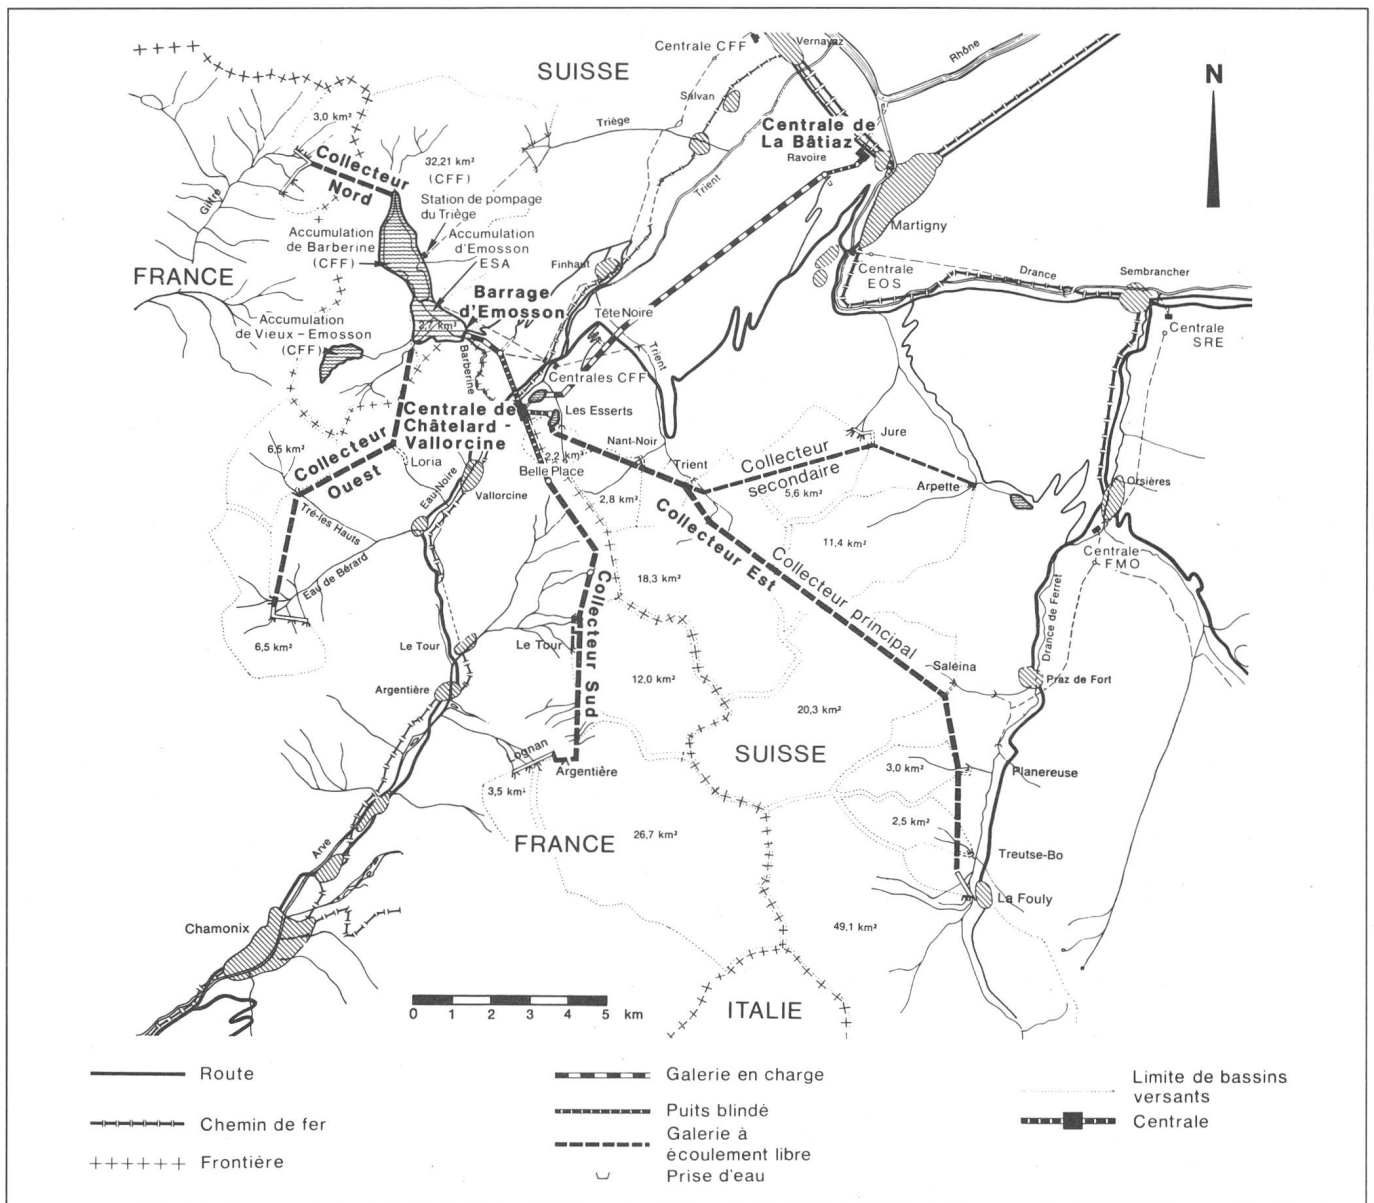 Centrale CFF
Vernayaz
Rhône
N
SUISSE
Salvan
3,0 km²
Triège
Centrale de
La Bâtiaz
Ravoire
Collecteur
Nord
32,21 km²
(CFF)
Station de pompage
du Triège
Trient
Giffre
Martigny
Accumulation
de Barberine
(CFF)
Accumulation
d'Emosson
ESA
Finhaut
Centrale
EOS
Drance
Sembrancher
FRANCE
Barrage
d'Emosson
Tête Noire
Accumulation
de Vieux-Emosson
(CFF)
2,7 km²
Barberine
Trient
Centrale
SRE
Centrales CFF
Centrale de
Châtelard -
Vallorcine
Les Esserts
6,5 km²
Collecteur
Ouest
Loria
Nant-Noir
Jure
2,2 km²
Belle Place
Trient
Collecteur
secondaire
5,6 km²
Arpette
Orsières
Eau Noire
Vallorcine
2,8 km²
Tré-les Hauts
Collecteur Est
11,4 km²
Centrale
FMO
Eau de Bérard
18,3 km²
Collecteur principal
Collecteur Sud
Drance de Ferret
6,5 km²
Le Tour
Le Tour
Saleina
Argentière
12,0 km²
Praz de Fort
20,3 km²
Lognan
SUISSE
Argentière
3,0 km²
Planereuse
3,5 km²
2,5 km²
26,7 km²
FRANCE
Arve
Treutse-Bo
La Fouly
Chamonix
49,1 km²
ITALIE
0 1 2 3 4 5 km
Route
Chemin de fer
Frontière
Galerie en charge
Puits blindé
Galerie à
écoulement libre
Prise d'eau
Limite de bassins
versants
Centrale